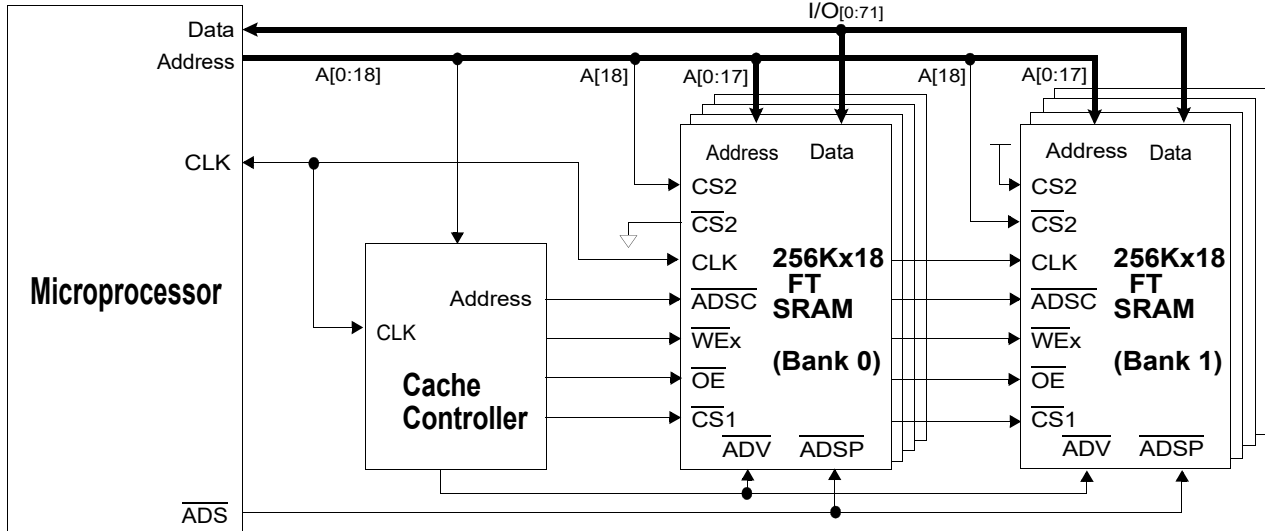 I/O[0:71]
Data
Address
A[0:18]
A[18]
A[0:17]
A[18]
A[0:17]
CLK
Microprocessor
ADS
Address
CLK
Cache
Controller
Address Data
CS2
CS2
CLK
ADSC
WEx
OE
CS1
ADV ADSP
256Kx18
FT
SRAM
(Bank 0)
Address Data
CS2
CS2
CLK
ADSC
WEx
OE
CS1
ADV ADSP
256Kx18
FT
SRAM
(Bank 1)